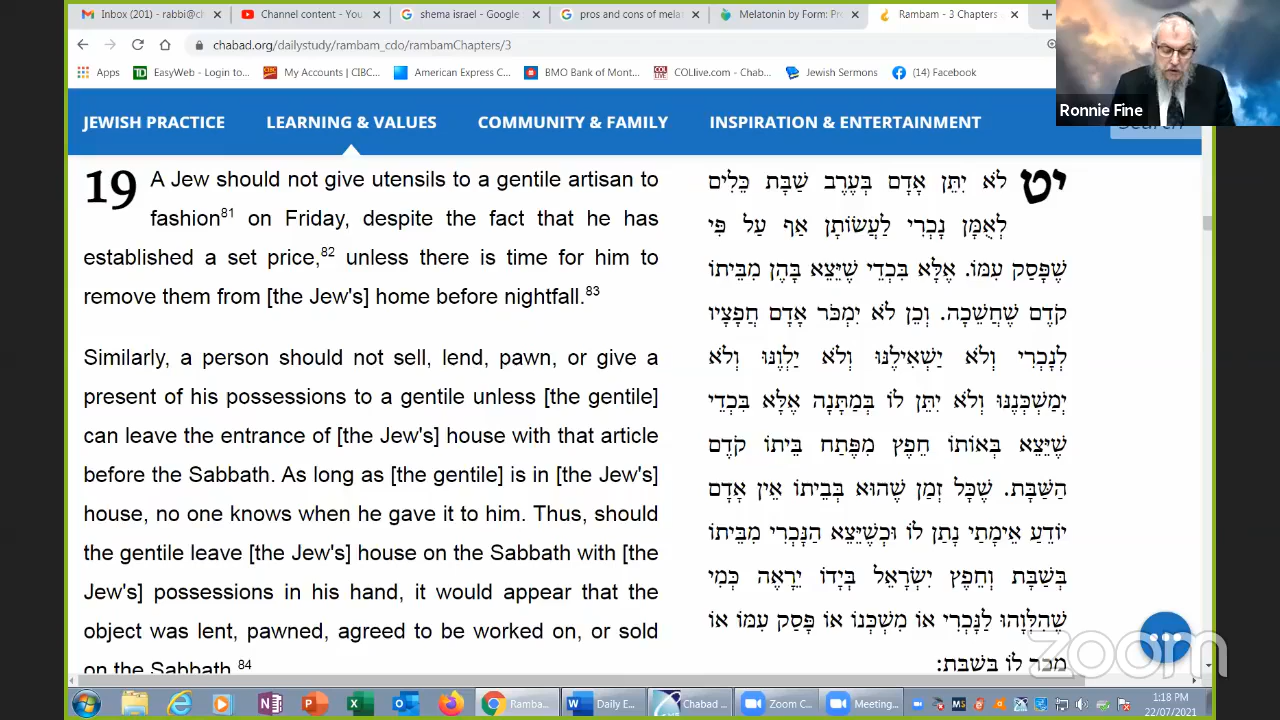 Inbox (201) - rabbi@ch
Channel content - You
shema israel - Google
pros and cons of mela
Melatonin by Form: Pr
Rambam - 3 Chapters
chabad.org/dailystudy/rambam_cdo/rambamChapters/3
Apps
EasyWeb - Login to...
My Accounts | CIBC...
American Express C...
BMO Bank of Mont...
COLlive.com - Chab...
Jewish Sermons
(14) Facebook
Ronnie Fine
JEWISH PRACTICE
LEARNING & VALUES
COMMUNITY & FAMILY
INSPIRATION & ENTERTAINMENT
Search
19 A Jew should not give utensils to a gentile artisan to
fashion81 on Friday, despite the fact that he has
established a set price,82 unless there is time for him to
remove them from [the Jew's] home before nightfall.83
Similarly, a person should not sell, lend, pawn, or give a
present of his possessions to a gentile unless [the gentile]
can leave the entrance of [the Jew's] house with that article
before the Sabbath. As long as [the gentile] is in [the Jew's]
house, no one knows when he gave it to him. Thus, should
the gentile leave [the Jew's] house on the Sabbath with [the
Jew's] possessions in his hand, it would appear that the
object was lent, pawned, agreed to be worked on, or sold
on the Sabbath.84
יט לֹא יִתֵּן אָדָם בְּעֶרֶב שַׁבָּת כֵּלִים
לְאֻמָּן נָכְרִי לַעֲשׂוֹתָן אַף עַל פִּי
שֶׁפָּסַק עִמּוֹ. אֶלָּא בִּכְדֵי שֶׁיֵּצֵא בָּהֶן מִבֵּיתוֹ
קֹדֶם שֶׁחֲשֵׁכָה. וְכֵן לֹא יִמְכֹּר אָדָם חֲפָצָיו
לְנָכְרִי וְלֹא יַשְׁאִילֶנּוּ וְלֹא יַלְוֶנּוּ וְלֹא
יְמַשְׁכְּנֶנּוּ וְלֹא יִתֵּן לוֹ בְּמַתָּנָה אֶלָּא בִּכְדֵי
שֶׁיֵּצֵא בְּאוֹתוֹ חֵפֶץ מִפֶּתַח בֵּיתוֹ קֹדֶם
הַשַּׁבָּת. שֶׁכָּל זְמַן שֶׁהוּא בְּבֵיתוֹ אֵין אָדָם
יוֹדֵעַ אֵימָתַי נָתַן לוֹ וּכְשֶׁיֵּצֵא הַנָּכְרִי מִבֵּיתוֹ
בְּשַׁבָּת וְחֵפֶץ יִשְׂרָאֵל בְּיָדוֹ יֵרָאֶה כְּמִי
שֶׁהִלְוָהוּ לַנָּכְרִי אוֹ מִשְׁכְּנוֹ אוֹ פָּסַק עִמּוֹ אוֹ
מָכַר לוֹ בְּשַׁבָּת:
zoom
Ramba...
Daily E...
Chabad ...
Zoom C...
Meeting...
1:18 PM
22/07/2021